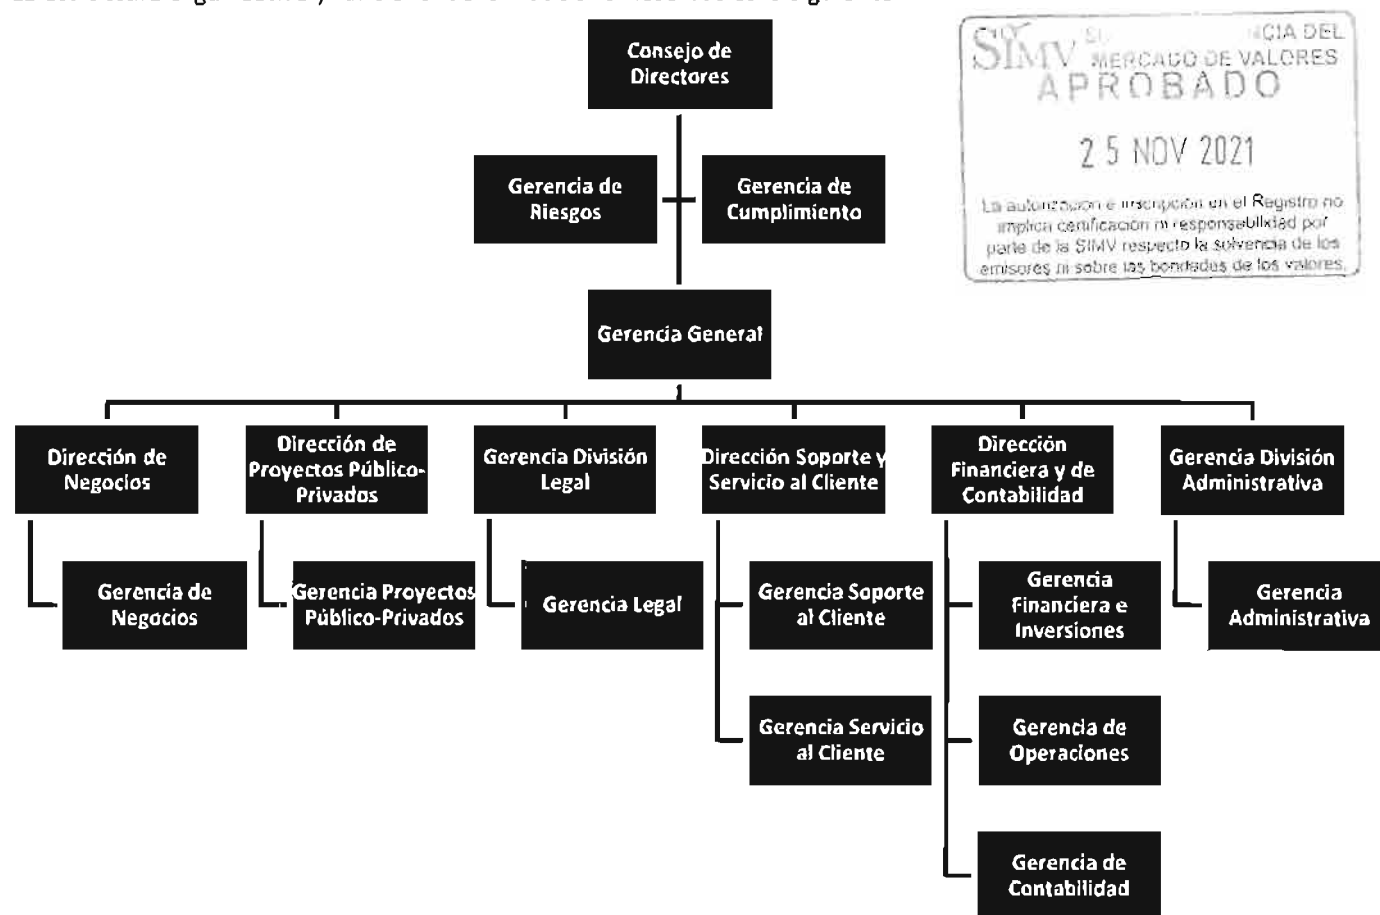 Consejo de
Directores
Gerencia de
Riesgos
Gerencia de
Cumplimiento
Gerencia General
Dirección de
Negocios
Dirección de
Proyectos Público-
Privados
Gerencia División
Legal
Dirección Soporte y
Servicio al Cliente
Dirección
Financiera y de
Contabilidad
Gerencia División
Administrativa
Gerencia de
Negocios
Gerencia Proyectos
Público-Privados
Gerencia Legal
Gerencia Soporte
al Cliente
Gerencia
Financiera e
Inversiones
Gerencia
Administrativa
Gerencia Servicio
al Cliente
Gerencia de
Operaciones
Gerencia de
Contabilidad
SIMV
DEL
MERCADO DE VALORES
APROBADO
25 NOV 2021
La autorización e inscripción en el Registro no
implica certificación ni responsabilidad por
parte de la SIMV respecto la solvencia de los
emisores ni sobre las bondades de los valores.